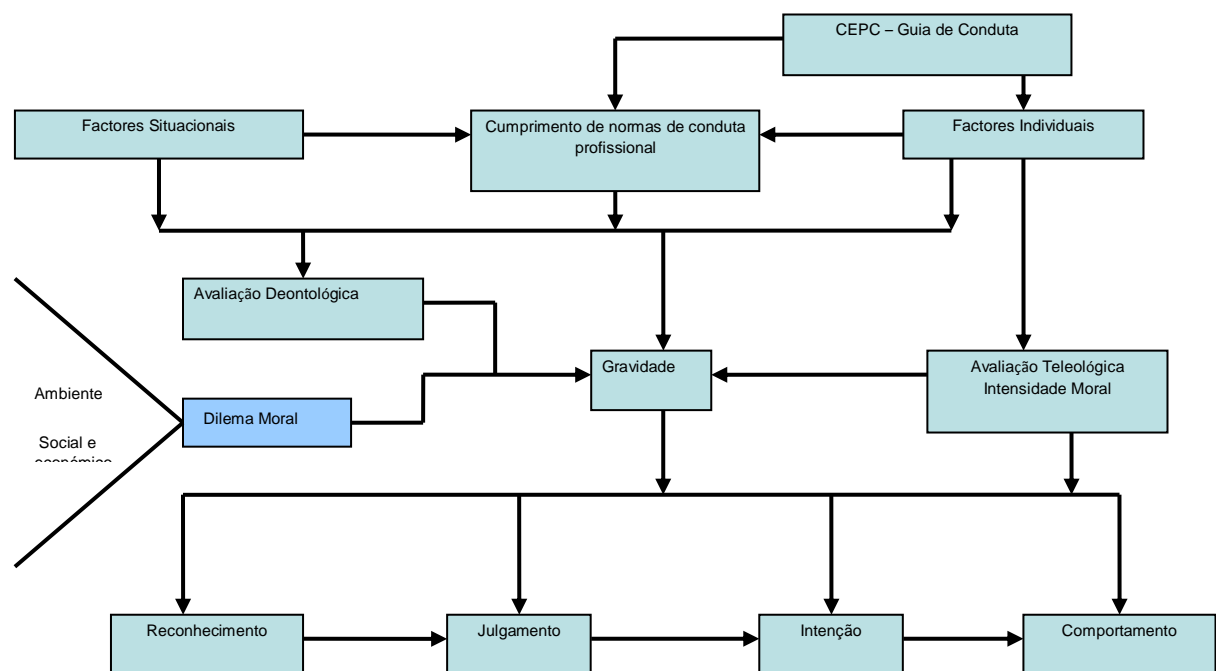 CEPC – Guia de Conduta
Factores Situacionais
Cumprimento de normas de conduta
profissional
Factores Individuais
Avaliação Deontológica
Gravidade
Avaliação Teleológica
Intensidade Moral
Ambiente
Social e
Dilema Moral
Reconhecimento
Julgamento
Intenção
Comportamento